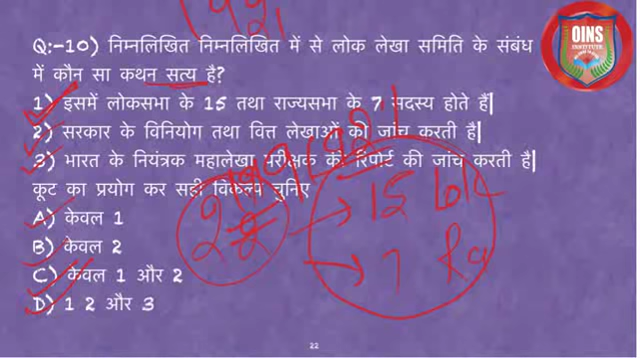 1921
Q:-10) निम्नलिखित निम्नलिखित में से लोक लेखा समिति के संबंध
में कौन सा कथन सत्य है?
1) इसमें लोकसभा के 15 तथा राज्यसभा के 7 सदस्य होते हैं|
2) सरकार के विनियोग तथा वित्त लेखाओं की जांच करती है|
3) भारत के नियंत्रक महालेखा परीक्षक की रिपोर्ट की जांच करती है|
कूट का प्रयोग कर सही विकल्प चुनिए
A) केवल 1
B) केवल 2
C) केवल 1 और 2
D) 1 2 और 3
15
7
22
OINS
INSTITUTE